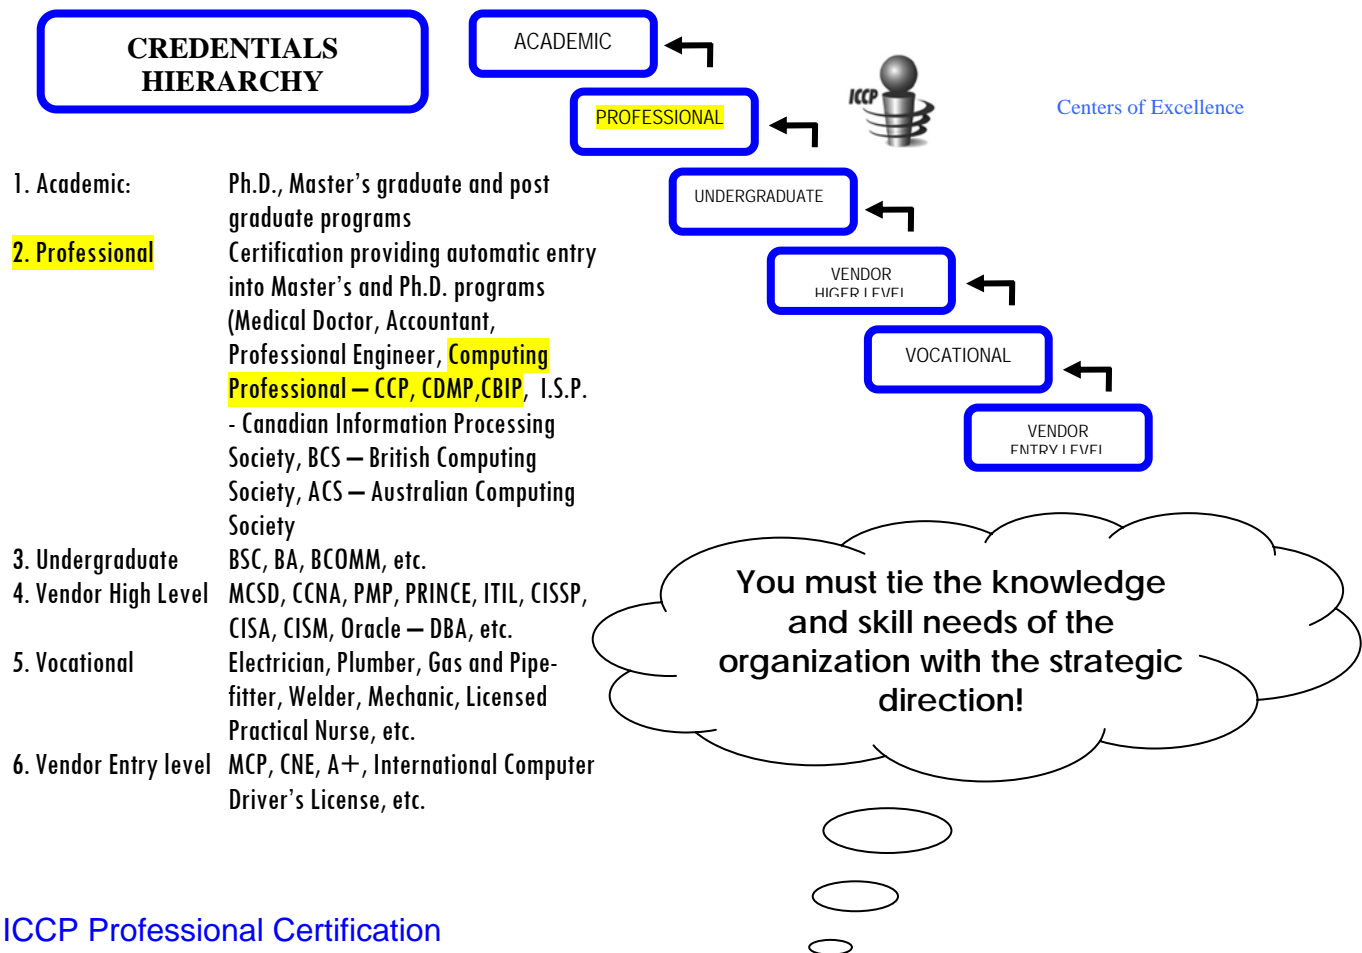 CREDENTIALS
HIERARCHY
ACADEMIC
PROFESSIONAL
UNDERGRADUATE
VENDOR
HIGER LEVEL
VOCATIONAL
VENDOR
ENTRY LEVEL
ICCP
Centers of Excellence
1. Academic: Ph.D., Master's graduate and post
graduate programs
2. Professional Certification providing automatic entry
into Master's and Ph.D. programs
(Medical Doctor, Accountant,
Professional Engineer, Computing
Professional – CCP, CDMP,CBIP, I.S.P.
- Canadian Information Processing
Society, BCS – British Computing
Society, ACS – Australian Computing
Society
3. Undergraduate BSC, BA, BCOMM, etc.
4. Vendor High Level MCSD, CCNA, PMP, PRINCE, ITIL, CISSP,
CISA, CISM, Oracle – DBA, etc.
5. Vocational Electrician, Plumber, Gas and Pipe-
fitter, Welder, Mechanic, Licensed
Practical Nurse, etc.
6. Vendor Entry level MCP, CNE, A+, International Computer
Driver's License, etc.
You must tie the knowledge
and skill needs of the
organization with the strategic
direction!
ICCP Professional Certification